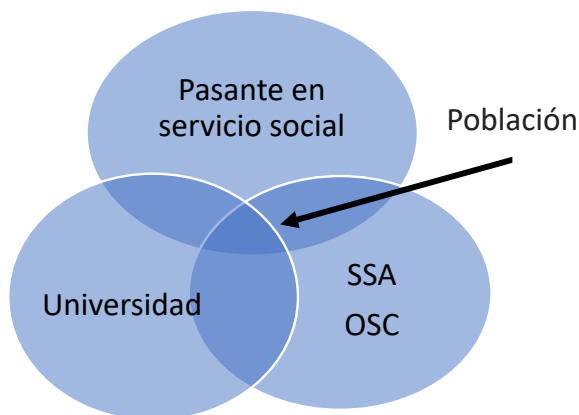 Pasante en
servicio social
Población
Universidad
SSA
OSC